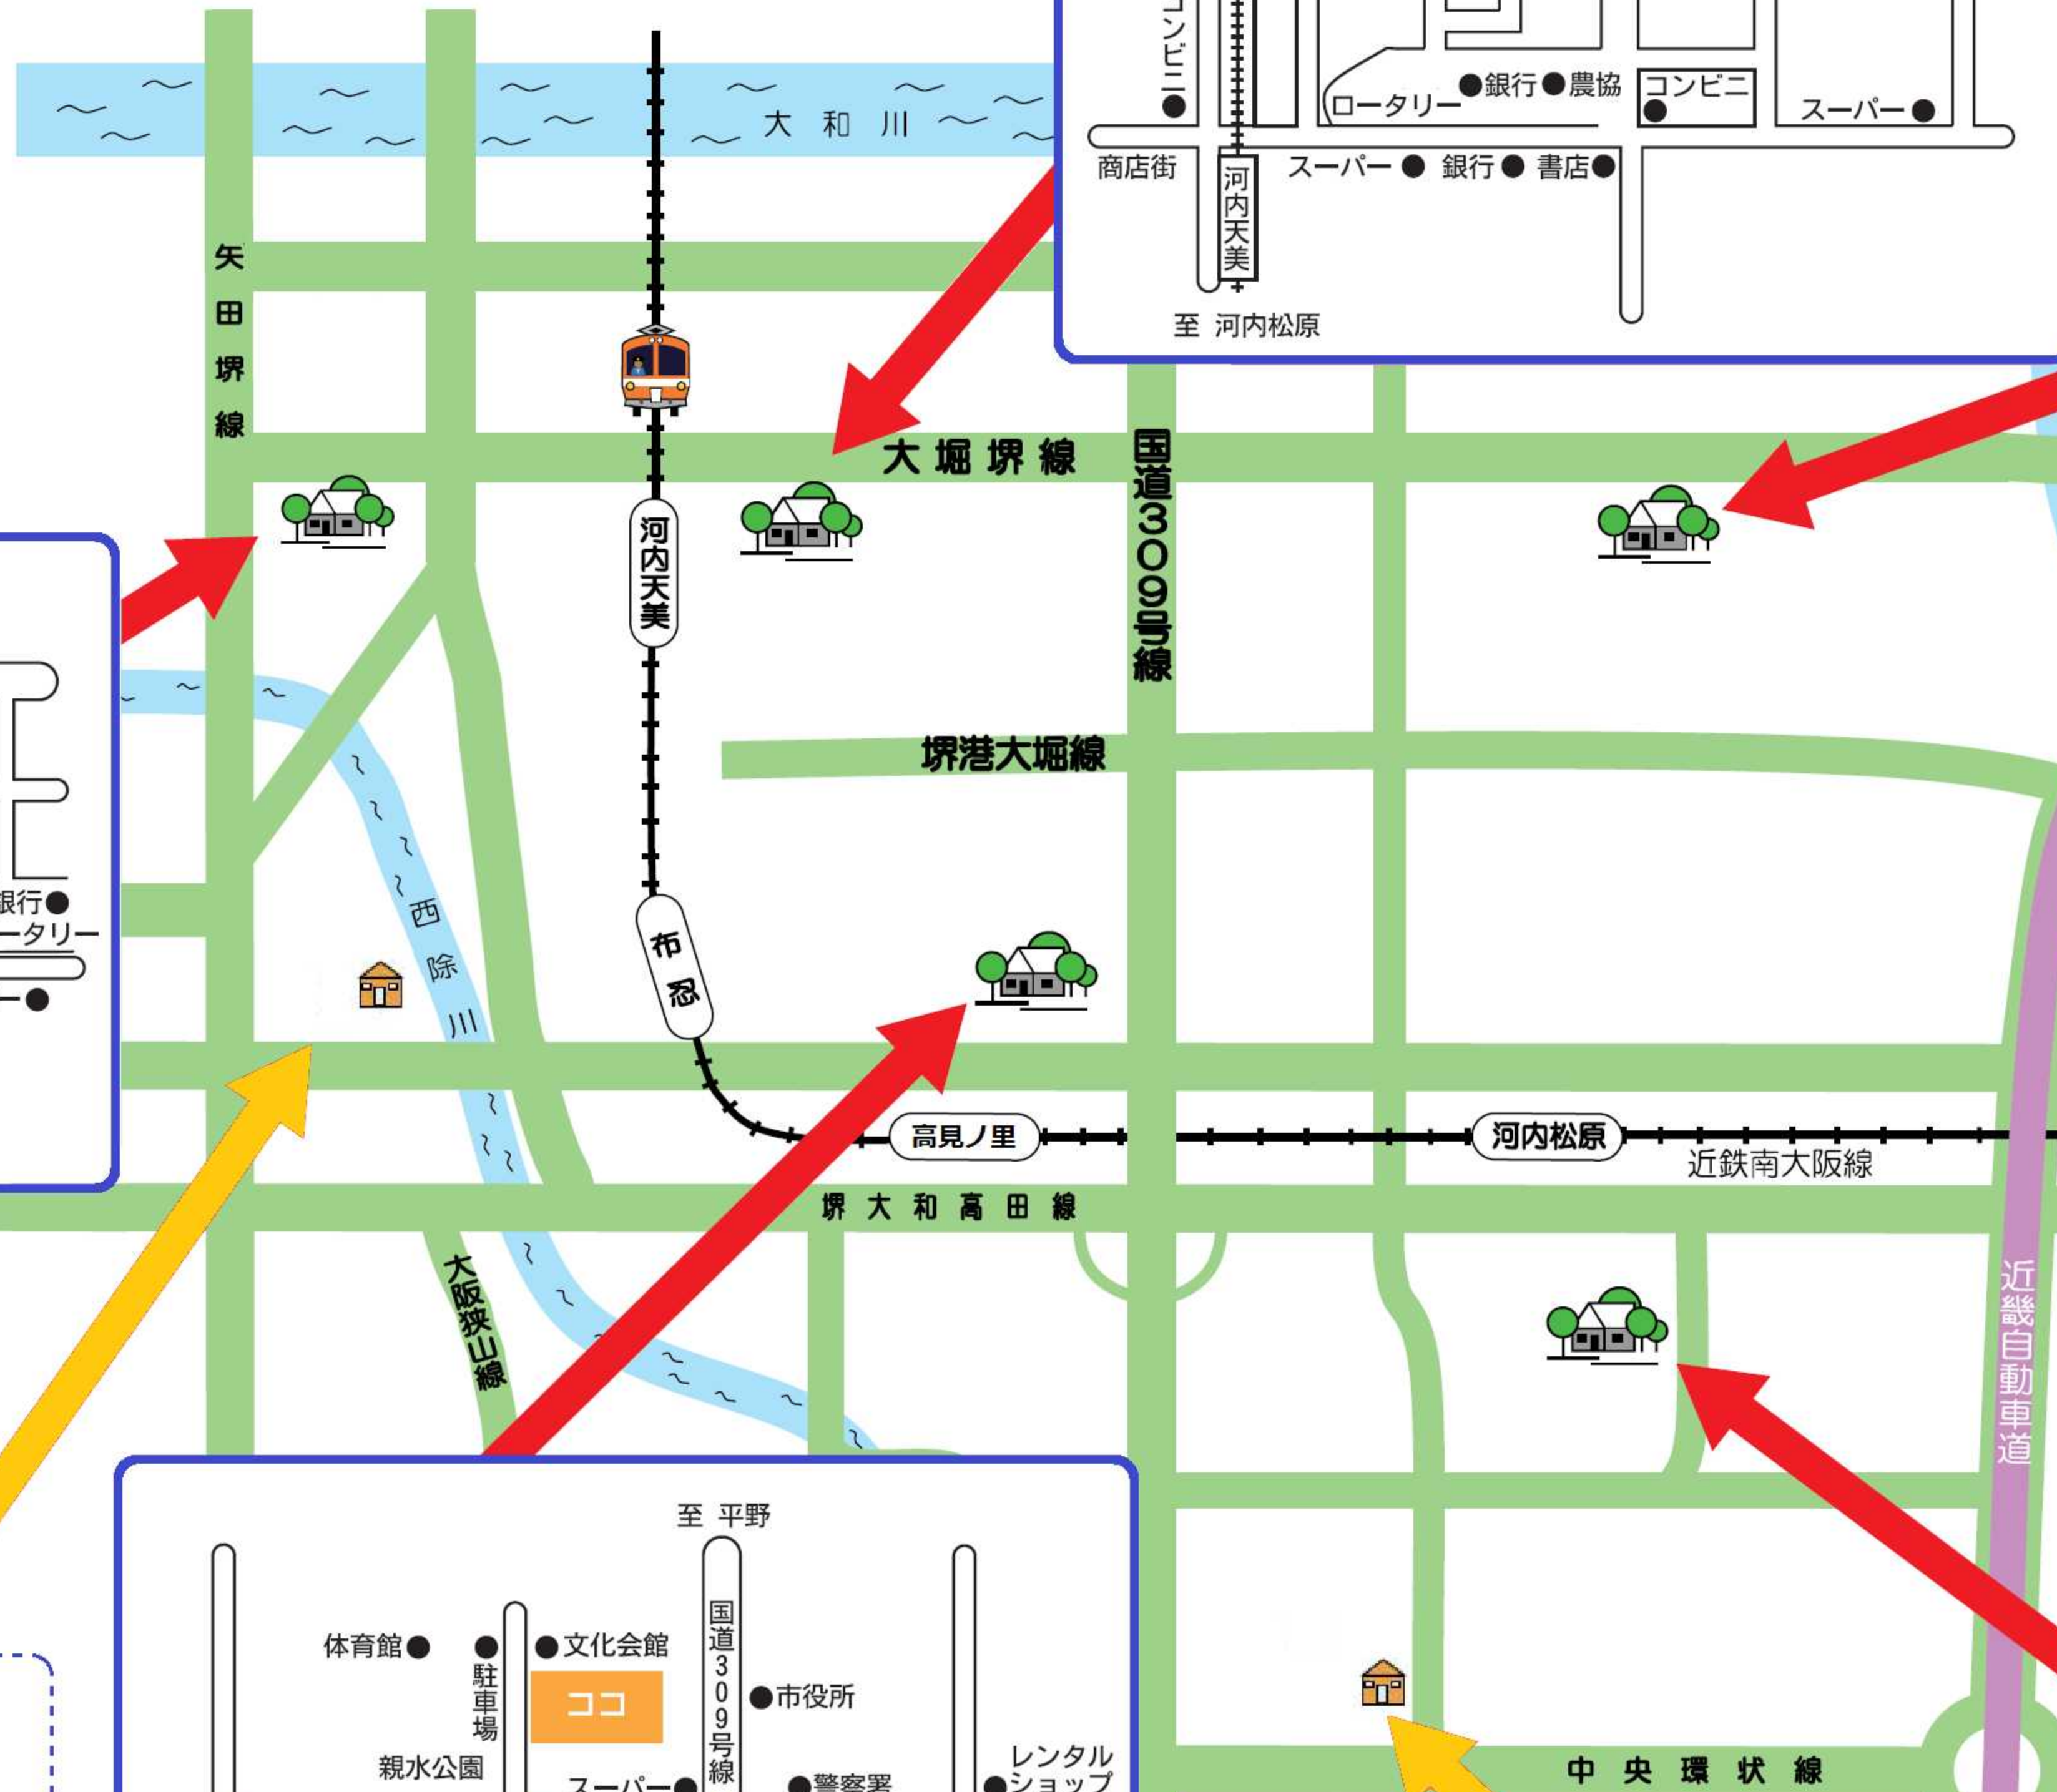 コンビニ
ロータリー
銀行
農協
コンビニ
スーパー
商店街
河内天美
スーパー
銀行
書店
至 河内松原
大和川
矢田堺線
大堀堺線
国道309号線
河内天美
堺港大堀線
銀行
ータリー
西除川
布忍
高見ノ里
河内松原
近鉄南大阪線
堺大和高田線
大阪狭山線
近畿自動車道
至 平野
体育館
駐車場
文化会館
ココ
国道309号線
市役所
親水公園
スーパー
警察署
レンタル
ショップ
中央環状線